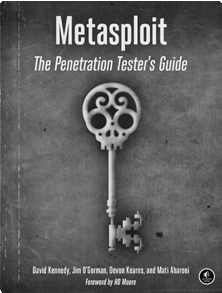 Metasploit
The Penetration Tester's Guide
David Kennedy, Jim O'Gorman, Devon Kearns, and Mati Aharoni
Foreword by HD Moore